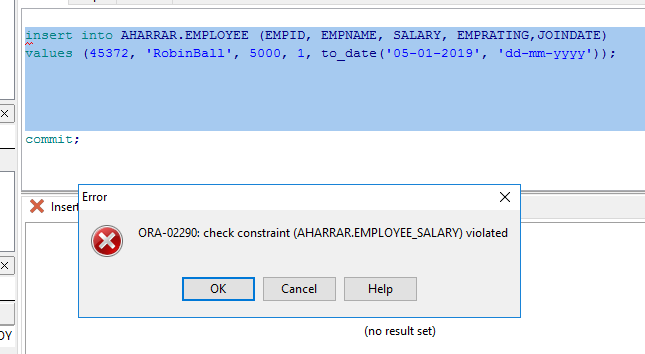 insert into AHARRAR.EMPLOYEE (EMPID, EMPNAME, SALARY, EMPRATING,JOINDATE)
values (45372, 'RobinBall', 5000, 1, to_date('05-01-2019', 'dd-mm-yyyy'));
commit;
Error
Insert
ORA-02290: check constraint (AHARRAR.EMPLOYEE_SALARY) violated
OK Cancel Help
(no result set)